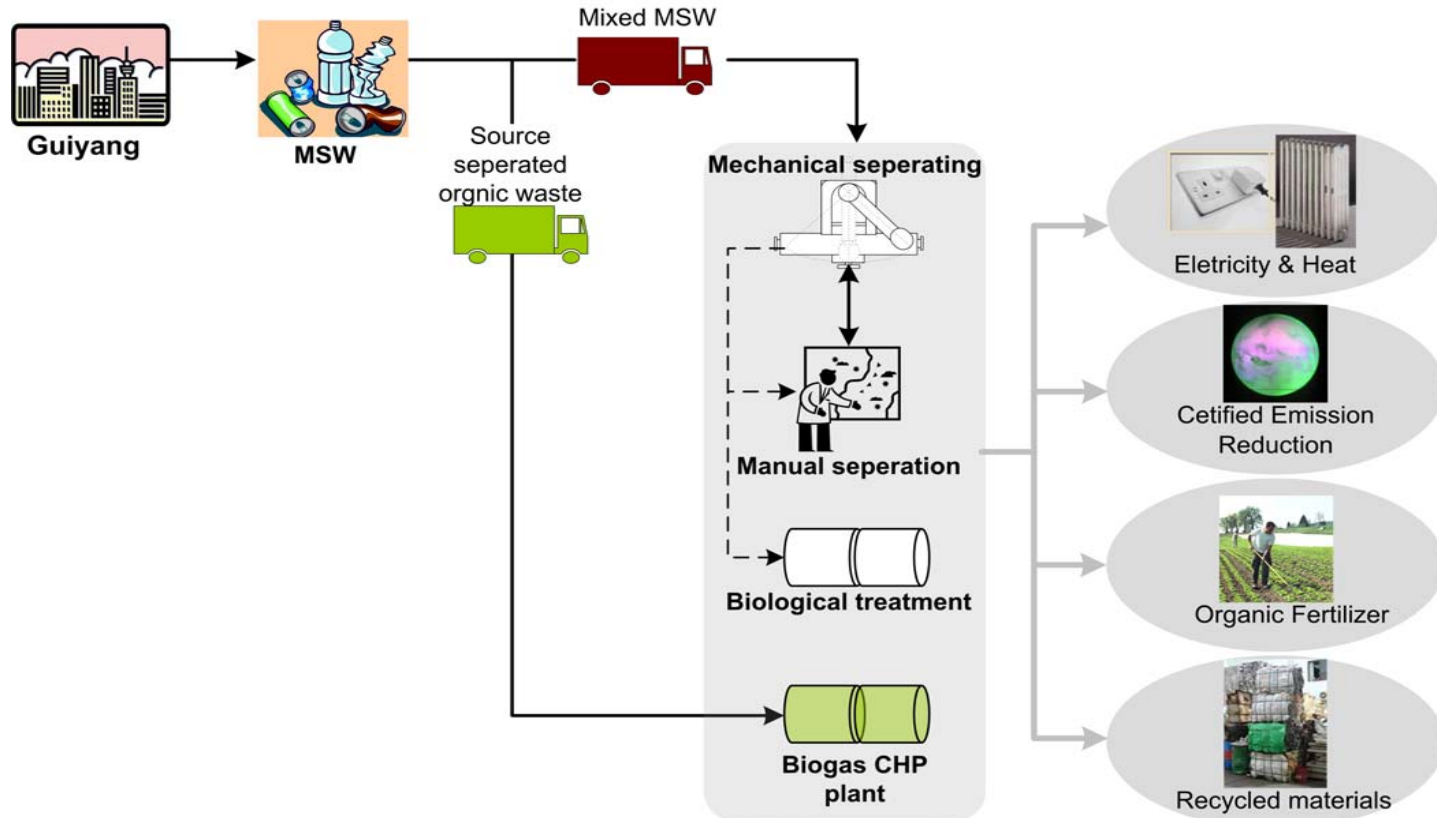 Guiyang
MSW
Mixed MSW
Source
seperated
orgnic waste
Mechanical seperating
Manual seperation
Biological treatment
Biogas CHP
plant
Eletricity & Heat
Cetified Emission
Reduction
Organic Fertilizer
Recycled materials